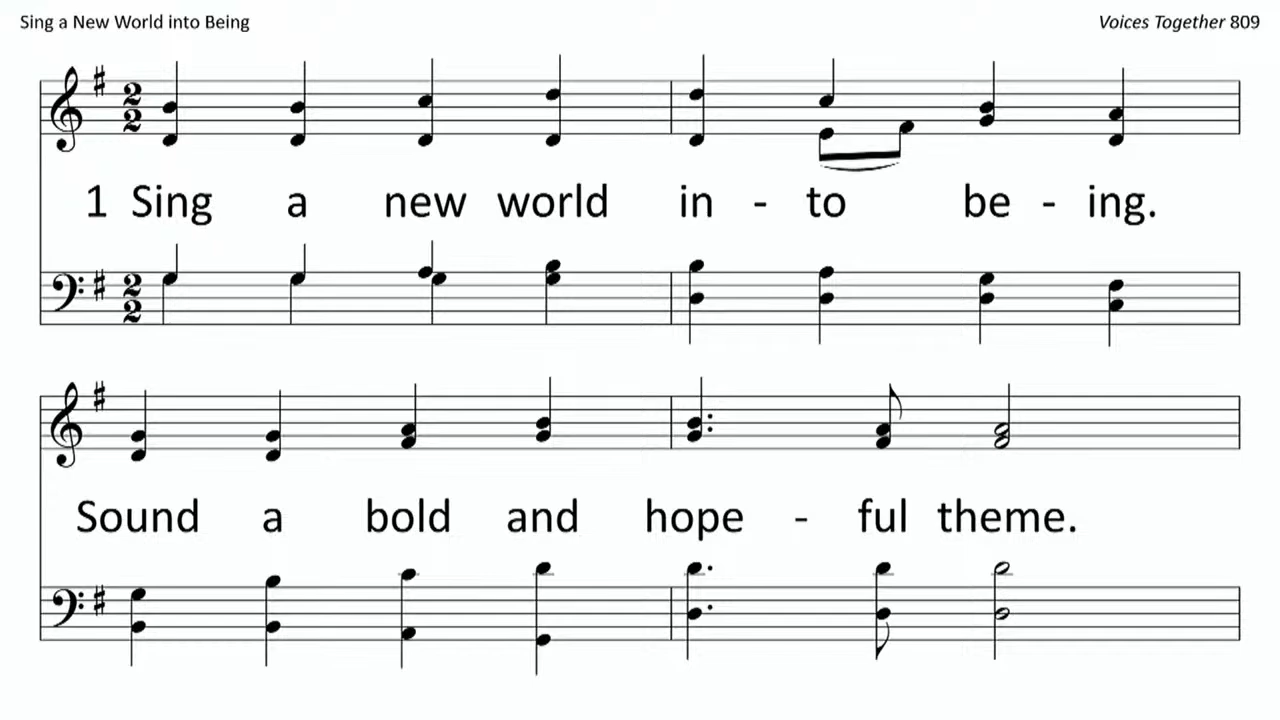 Sing a New World into Being
Voices Together 809
1 Sing a new world in - to be - ing.
Sound a bold and hope - ful theme.